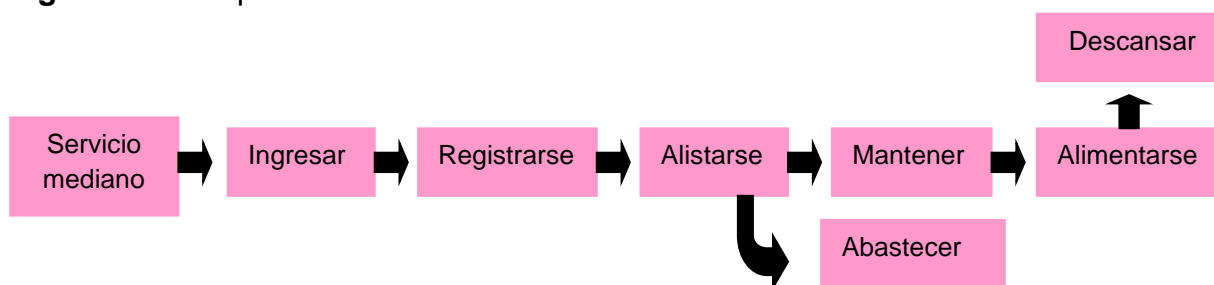 Descansar
Servicio
mediano
Ingresar
Registrarse
Alistarse
Mantener
Alimentarse
Abastecer